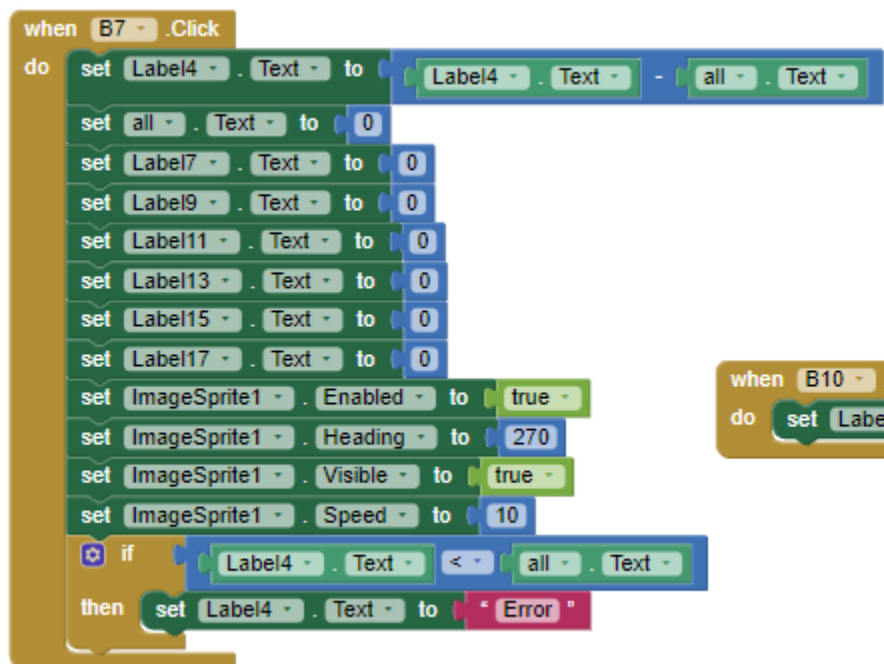 when B7 .Click
do set Label4 . Text to Label4 . Text - all . Text
set all . Text to 0
set Label7 . Text to 0
set Label9 . Text to 0
set Label11 . Text to 0
set Label13 . Text to 0
set Label15 . Text to 0
set Label17 . Text to 0
set ImageSprite1 . Enabled to true
set ImageSprite1 . Heading to 270
set ImageSprite1 . Visible to true
set ImageSprite1 . Speed to 10
if Label4 . Text < all . Text
then set Label4 . Text to " Error "
when B10
do set